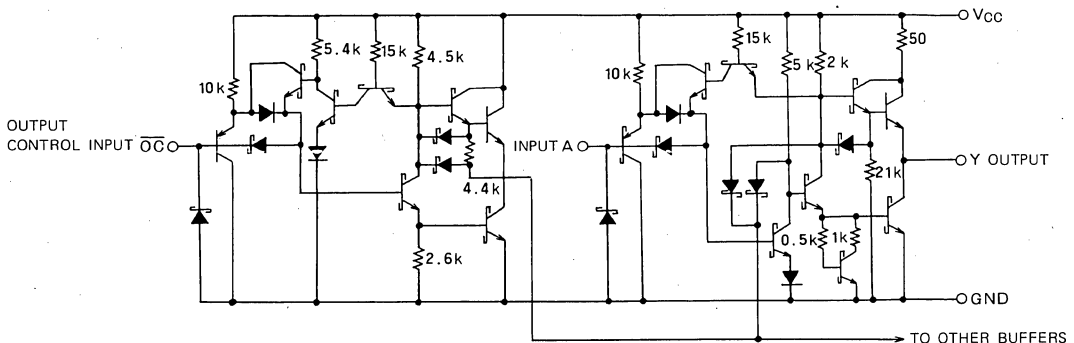 VCC
5.4k
15k
4.5k
15k
5k
2k
50
10k
10k
OUTPUT
CONTROL INPUT OC
INPUT A
Y OUTPUT
4.4k
21k
0.5k
1k
2.6k
GND
TO OTHER BUFFERS